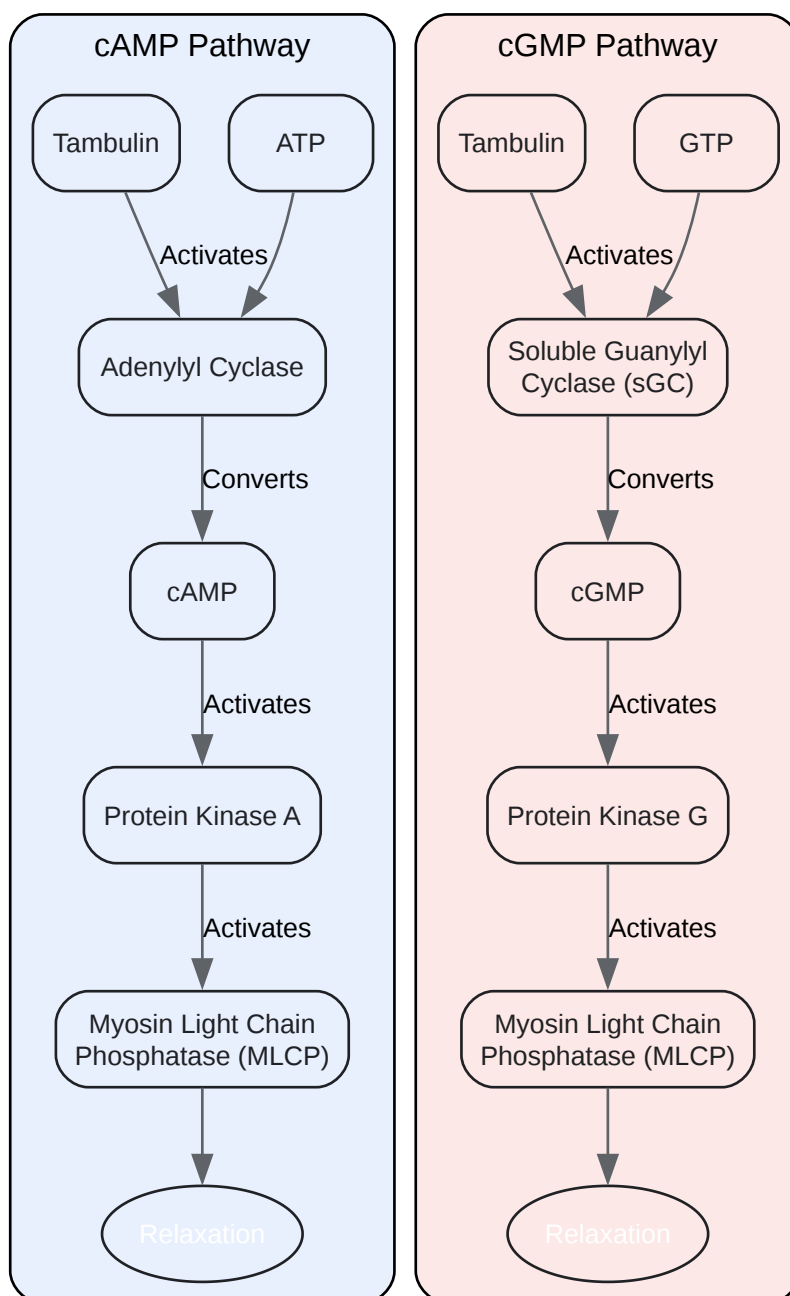 cAMP Pathway
Tambulin
ATP
Activates
Adenylyl Cyclase
Converts
cAMP
Activates
Protein Kinase A
Activates
Myosin Light Chain
Phosphatase (MLCP)
Relaxation
cGMP Pathway
Tambulin
GTP
Activates
Soluble Guanylyl
Cyclase (sGC)
Converts
cGMP
Activates
Protein Kinase G
Activates
Myosin Light Chain
Phosphatase (MLCP)
Relaxation